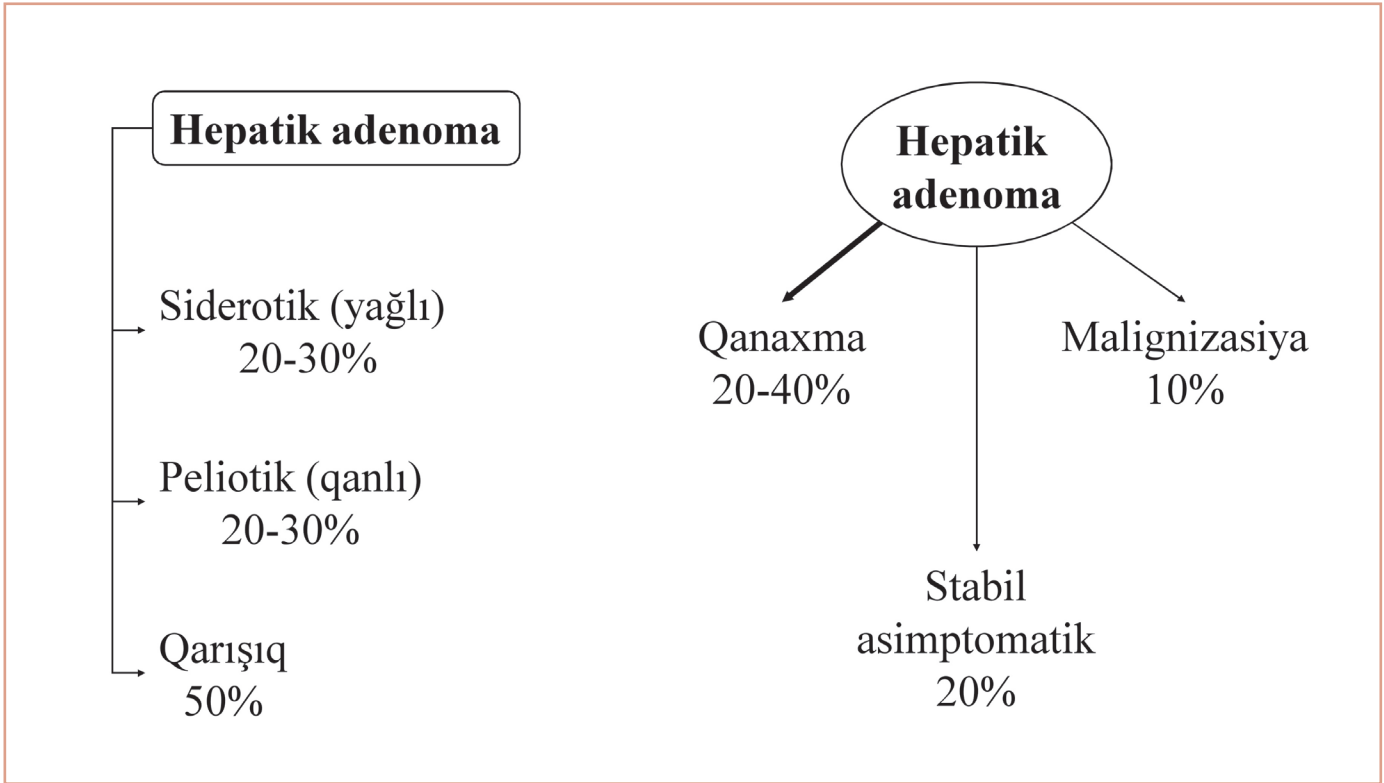 Hepatik adenoma
Siderotik (yağlı)
20-30%
Peliotik (qanlı)
20-30%
Qarışıq
50%
Hepatik
adenoma
Qanaxma
20-40%
Malignizasiya
10%
Stabil
asimptomatik
20%